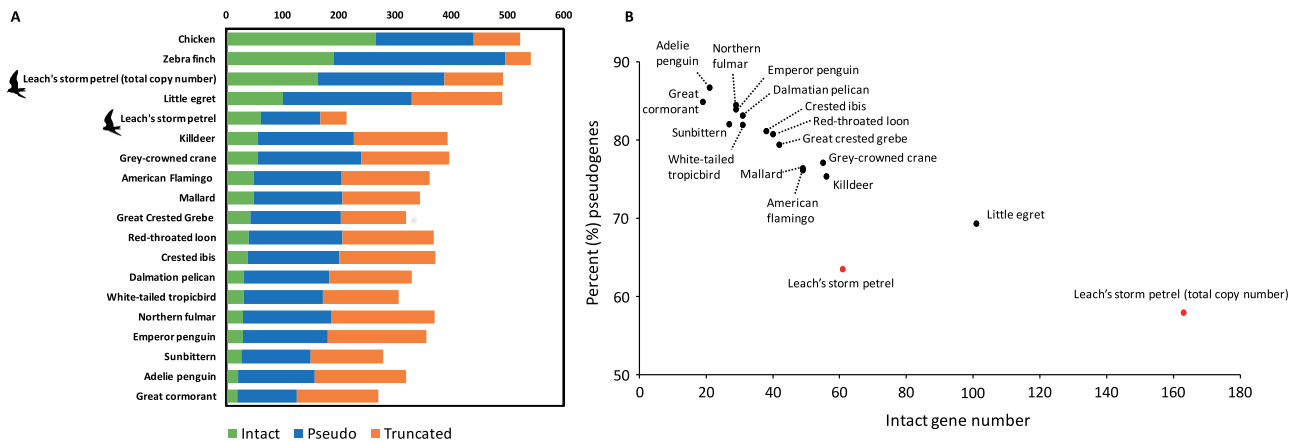 A
0 100 200 300 400 500 600
Chicken
Zebra finch
Leach's storm petrel (total copy number)
Little egret
Leach's storm petrel
Killdeer
Grey-crowned crane
American Flamingo
Mallard
Great Crested Grebe
Red-throated loon
Crested ibis
Dalmation pelican
White-tailed tropicbird
Northern fulmar
Emperor penguin
Sunbittern
Adelie penguin
Great cormorant
Intact Pseudo Truncated
B
Percent (%) pseudogenes
90
80
70
60
50
0 20 40 60 80 100 120 140 160 180
Intact gene number
Adelie
penguin
Northern
fulmar
Emperor penguin
Dalmatian pelican
Great
cormorant
Crested ibis
Red-throated loon
Sunbittern
Great crested grebe
White-tailed
tropicbird
Grey-crowned crane
Mallard
Killdeer
American
flamingo
Little egret
Leach's storm petrel
Leach's storm petrel (total copy number)